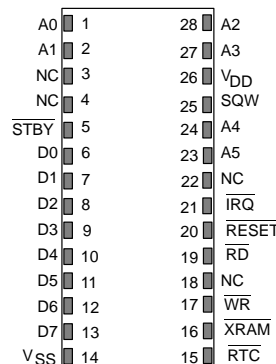 A0 1 28 A2
A1 2 27 A3
NC 3 26 VDD
NC 4 25 SQW
STBY 5 24 A4
D0 6 23 A5
D1 7 22 NC
D2 8 21 IRQ
D3 9 20 RESET
D4 10 19 RD
D5 11 18 NC
D6 12 17 WR
D7 13 16 XRAM
VSS 14 15 RTC